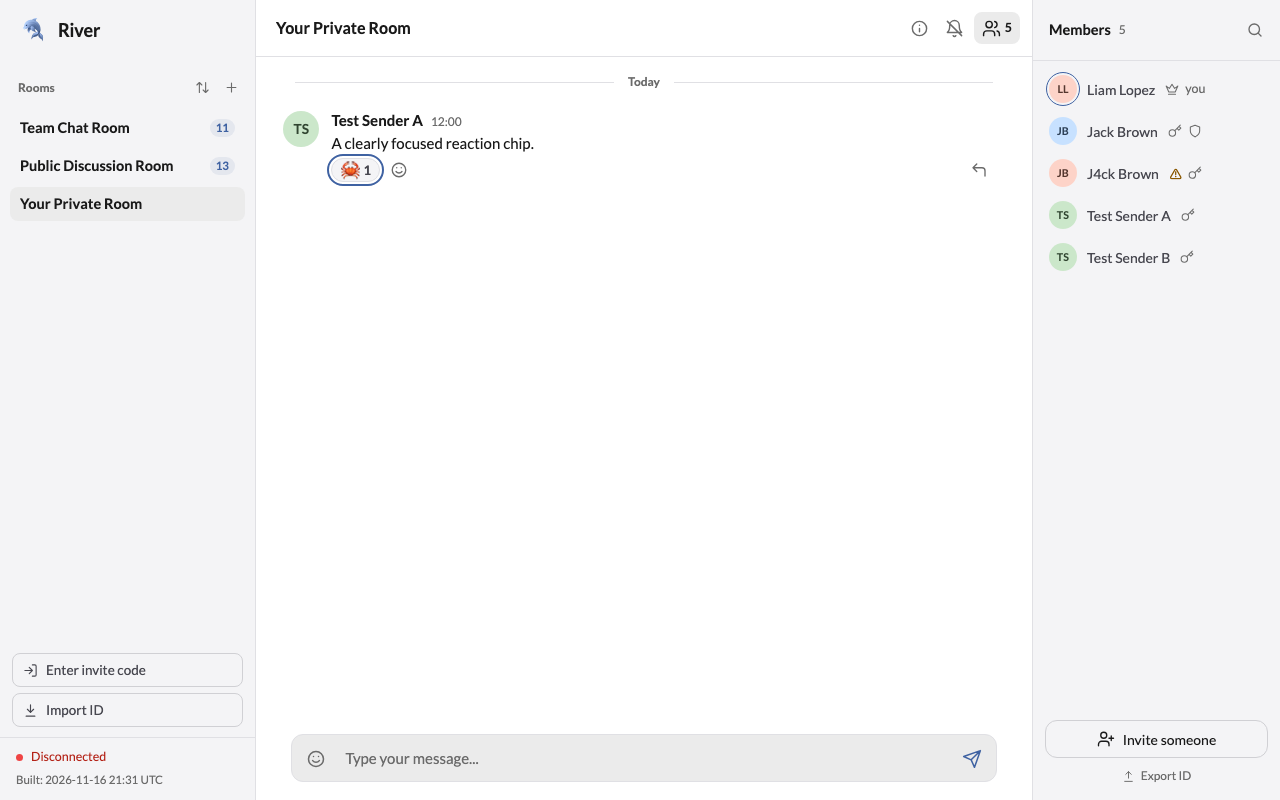 River
Rooms
Team Chat Room 11
Public Discussion Room 13
Your Private Room
Enter invite code
Import ID
Disconnected
Built: 2026-11-16 21:31 UTC
Your Private Room
5
Today
TS
Test Sender A 12:00
A clearly focused reaction chip.
1
Type your message...
Members 5
LL Liam Lopez you
JB Jack Brown
JB J4ck Brown
TS Test Sender A
TS Test Sender B
Invite someone
Export ID